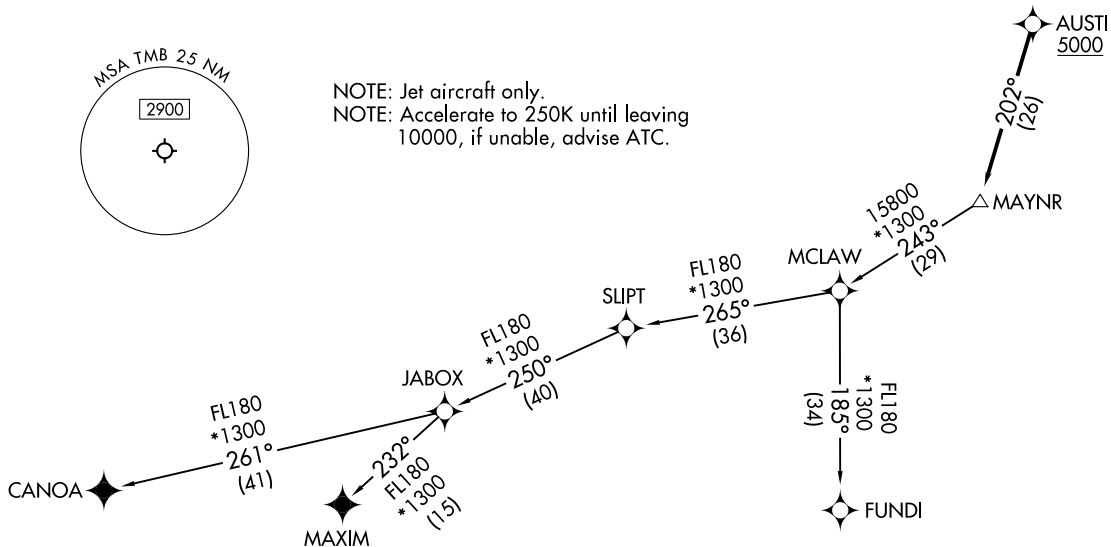 MSA TMB 25 NM
2900
NOTE: Jet aircraft only.
NOTE: Accelerate to 250K until leaving
10000, if unable, advise ATC.
AUSTI
5000
202°
(26)
MAYNR
15800
*1300
243°
(29)
MCLAW
FL180
*1300
265°
(36)
SLIPT
FL180
*1300
250°
(40)
JABOX
FL180
*1300
261°
(41)
CANOA
232°
FL180
*1300
(15)
MAXIM
FL180
*1300
185°
(34)
FUNDI